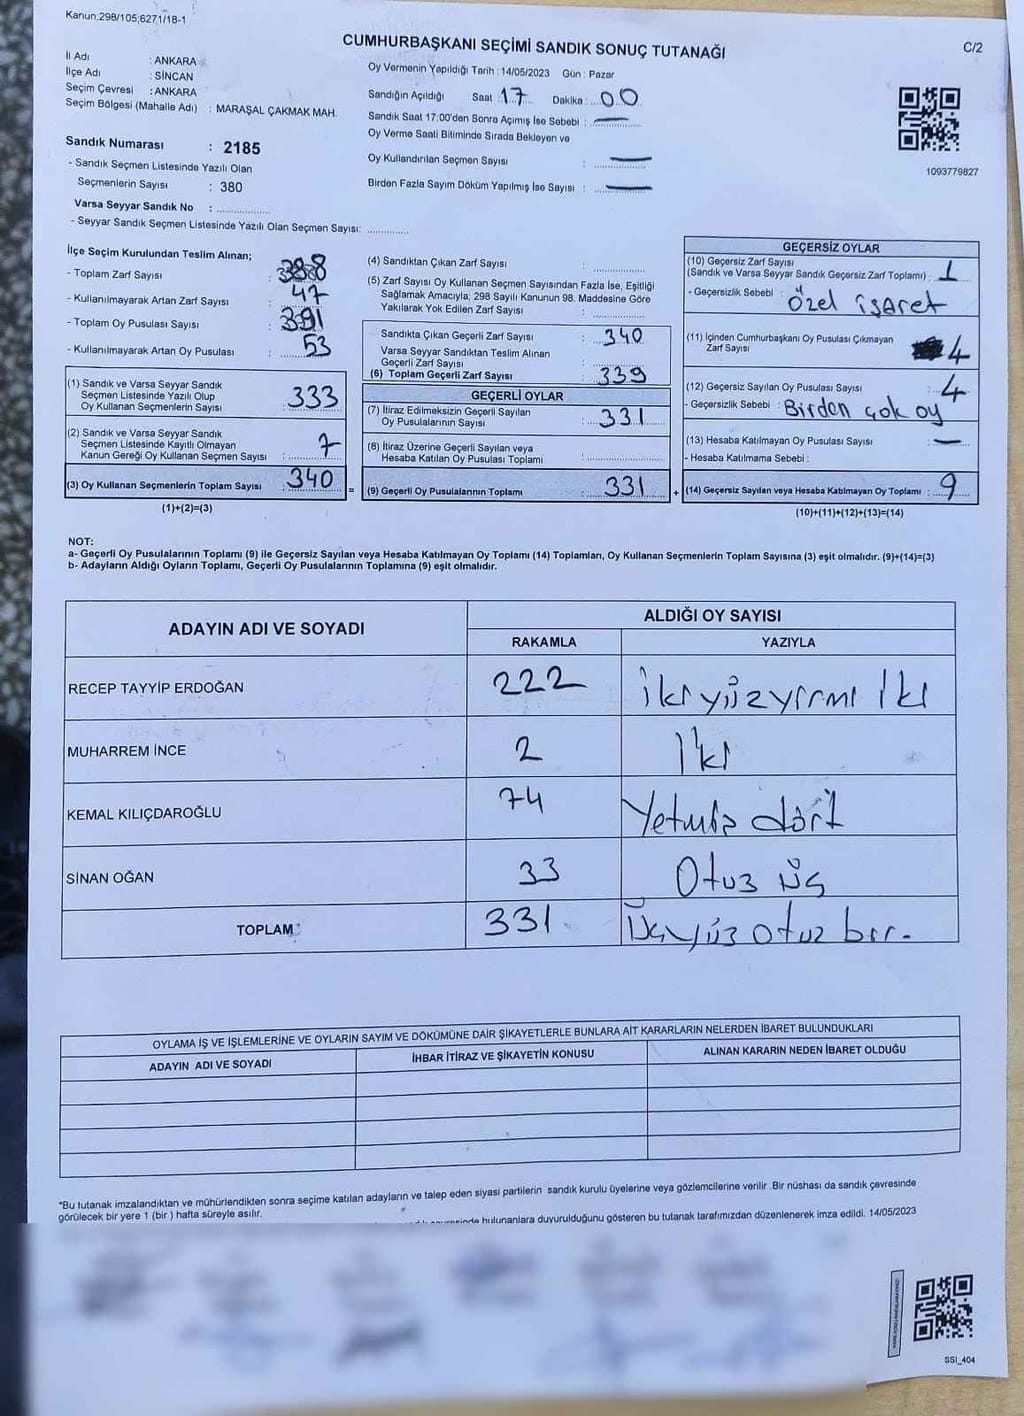 Kanun;298/105;6271/18-1
CUMHURBAŞKANI SEÇİMİ SANDIK SONUÇ TUTANAĞI
C/2
İl Adı : ANKARA
İlçe Adı : SİNCAN
Seçim Çevresi : ANKARA
Seçim Bölgesi (Mahalle Adı) : MARAŞAL ÇAKMAK MAH.
Sandık Numarası : 2185
- Sandık Seçmen Listesinde Yazılı Olan
Seçmenlerin Sayısı : 380
Varsa Seyyar Sandık No :
- Seyyar Sandık Seçmen Listesinde Yazılı Olan Seçmen Sayısı:
Oy Vermenin Yapıldığı Tarih : 14/05/2023 Gün : Pazar
Sandığın Açıldığı Saat : 17 Dakika : 00
Sandık Saat 17:00'den Sonra Açımış İse Sebebi : —
Oy Verme Saati Bitiminde Sırada Bekleyen ve
Oy Kullandırılan Seçmen Sayısı : —
Birden Fazla Sayım Döküm Yapılmış İse Sayısı : —
1093779827
İlçe Seçim Kurulundan Teslim Alınan;
- Toplam Zarf Sayısı :
- Kullanılmayarak Artan Zarf Sayısı : 47
- Toplam Oy Pusulası Sayısı : 391
- Kullanılmayarak Artan Oy Pusulası : 53
(1) Sandık ve Varsa Seyyar Sandık
Seçmen Listesinde Yazılı Olup
Oy Kullanan Seçmenlerin Sayısı : 333
(2) Sandık ve Varsa Seyyar Sandık
Seçmen Listesinde Kayıtlı Olmayan
Kanun Gereği Oy Kullanan Seçmen Sayısı : 7
(3) Oy Kullanan Seçmenlerin Toplam Sayısı : 340
(1)+(2)=(3)
=
(4) Sandıktan Çıkan Zarf Sayısı :
(5) Zarf Sayısı Oy Kullanan Seçmen Sayısından Fazla İse, Eşitliği
Sağlamak Amacıyla; 298 Sayılı Kanunun 98. Maddesine Göre
Yakılarak Yok Edilen Zarf Sayısı :
Sandıkta Çıkan Geçerli Zarf Sayısı : 340
Varsa Seyyar Sandıktan Teslim Alınan
Geçerli Zarf Sayısı :
(6) Toplam Geçerli Zarf Sayısı : 339
GEÇERLİ OYLAR
(7) İtiraz Edilmeksizin Geçerli Sayılan
Oy Pusulalarının Sayısı : 331
(8) İtiraz Üzerine Geçerli Sayılan veya
Hesaba Katılan Oy Pusulası Toplamı :
(9) Geçerli Oy Pusulalarının Toplamı : 331
+
GEÇERSİZ OYLAR
(10) Geçersiz Zarf Sayısı
(Sandık ve Varsa Seyyar Sandık Geçersiz Zarf Toplamı) : 1
- Geçersizlik Sebebi : Özel işaret
(11) İçinden Cumhurbaşkanı Oy Pusulası Çıkmayan
Zarf Sayısı : 4
(12) Geçersiz Sayılan Oy Pusulası Sayısı : 4
- Geçersizlik Sebebi : Birden çok oy
(13) Hesaba Katılmayan Oy Pusulası Sayısı : —
- Hesaba Katılmama Sebebi :
(14) Geçersiz Sayılan veya Hesaba Katılmayan Oy Toplamı : 9
(10)+(11)+(12)+(13)=(14)
NOT:
a- Geçerli Oy Pusulalarının Toplamı (9) ile Geçersiz Sayılan veya Hesaba Katılmayan Oy Toplamı (14) Toplamları, Oy Kullanan Seçmenlerin Toplam Sayısına (3) eşit olmalıdır. (9)+(14)=(3)
b- Adayların Aldığı Oyların Toplamı, Geçerli Oy Pusulalarının Toplamına (9) eşit olmalıdır.
ADAYIN ADI VE SOYADI
ALDIĞI OY SAYISI
RAKAMLA YAZIYLA
RECEP TAYYİP ERDOĞAN 222 İkiyüzyirmi iki
MUHARREM İNCE 2 İki
KEMAL KILIÇDAROĞLU 74 Yetmiş dört
SİNAN OĞAN 33 Otuz üç
TOPLAM : 331 Üçyüz otuz bir.
OYLAMA İŞ VE İŞLEMLERİNE VE OYLARIN SAYIM VE DÖKÜMÜNE DAİR ŞİKAYETLERLE BUNLARA AİT KARARLARIN NELERDEN İBARET BULUNDUKLARI
ADAYIN ADI VE SOYADI İHBAR İTİRAZ VE ŞİKAYETİN KONUSU ALINAN KARARIN NEDEN İBARET OLDUĞU
*Bu tutanak imzalandıktan ve mühürlendikten sonra seçime katılan adayların ve talep eden siyasi partilerin sandık kurulu üyelerine veya gözlemcilerine verilir. Bir nüshası da sandık çevresinde
görülecek bir yere 1 (bir) hafta süreyle asılır.
bulunanlara duyurulduğunu gösteren bu tutanak tarafımızdan düzenlenerek imza edildi. 14/05/2023
SSI_404